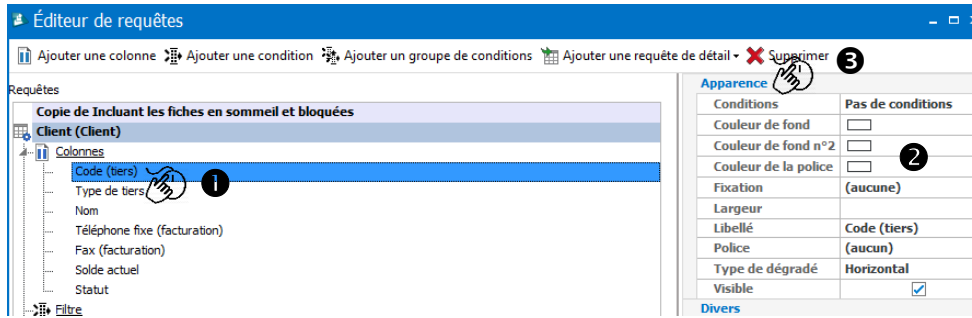 Éditeur de requêtes
Ajouter une colonne Ajouter une condition Ajouter un groupe de conditions Ajouter une requête de détail Supprimer ❸
Requêtes
Copie de Incluant les fiches en sommeil et bloquées
Client (Client)
Colonnes
Code (tiers) ❶
Type de tiers
Nom
Téléphone fixe (facturation)
Fax (facturation)
Solde actuel
Statut
Filtre
Apparence
Conditions Pas de conditions
Couleur de fond
Couleur de fond n°2 ❷
Couleur de la police
Fixation (aucune)
Largeur
Libellé Code (tiers)
Police (aucun)
Type de dégradé Horizontal
Visible
Divers